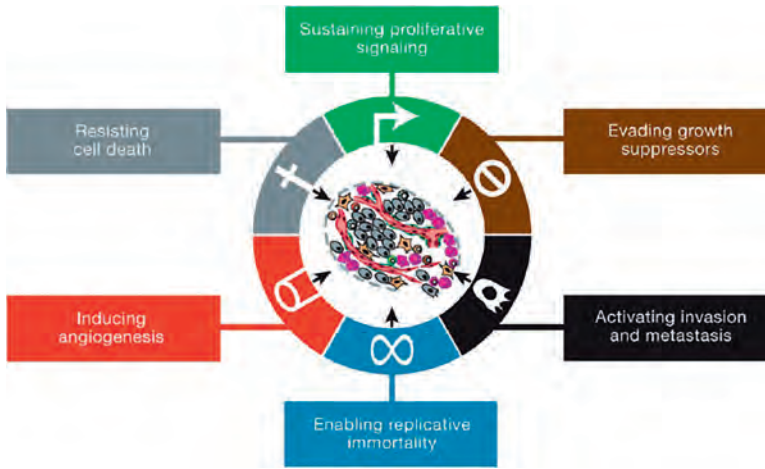 Sustaining proliferative
signaling
Resisting
cell death
Evading growth
suppressors
Inducing
angiogenesis
Activating invasion
and metastasis
Enabling replicative
immortality